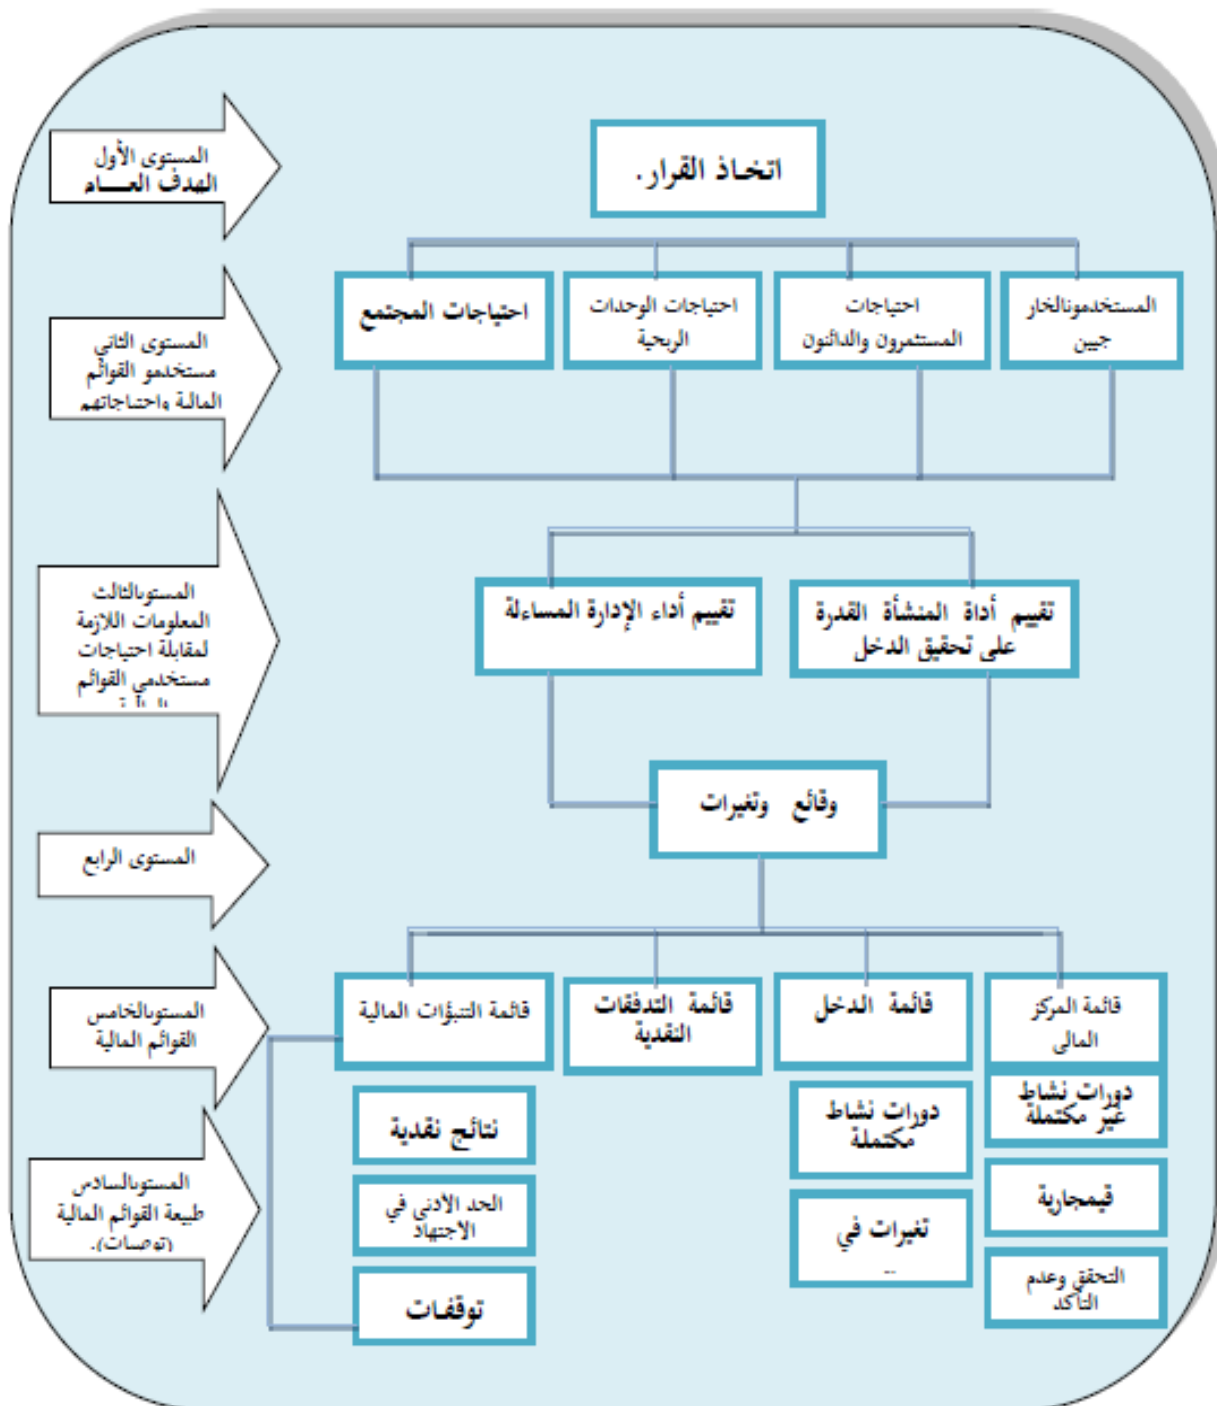 المستوى الأول
الهدف العـــام
اتخاذ القرار.
المستوى الثاني
مستخدمو القوائم
المالية واحتياجاتهم
المستخدمونالخار
جيين
احتياجات
المستثمرون والدائنون
احتياجات الوحدات
الربحية
احتياجات المجتمع
المستوىالثالث
المعلومات اللازمة
لمقابلة احتياجات
مستخدمي القوائم
تقييم أداة المنشأة القدرة
على تحقيق الدخل
تقييم أداء الإدارة المساءلة
المستوى الرابع
وقائع وتغيرات
المستوىالخامس
القوائم المالية
قائمة المركز
المالي
قائمة الدخل
قائمة التدفقات
النقدية
قائمة التنبؤات المالية
المستوىالسادس
طبيعة القوائم المالية
(توصيات).
دورات نشاط
غير مكتملة
قيمجارية
التحقق وعدم
التأكد
دورات نشاط
مكتملة
تغيرات في
نتائج نقدية
الحد الأدنى في
الاجتهاد
توقفات